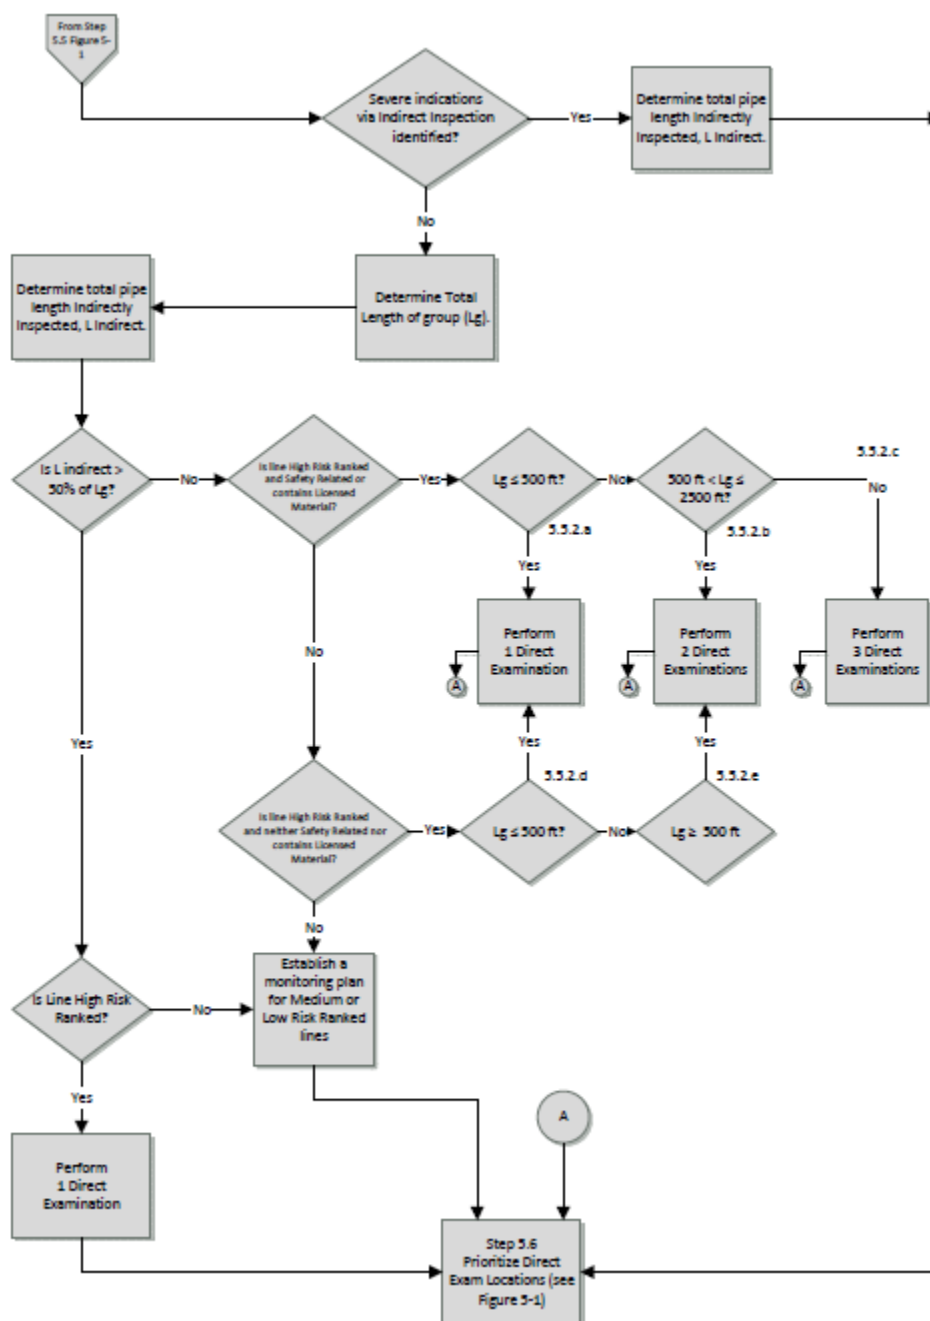 From Step
5.5 Figure 5-
1
Severe indications
via Indirect Inspection
identified?
Yes
Determine total pipe
length Indirectly
Inspected, L Indirect.
No
Determine total pipe
length Indirectly
Inspected, L Indirect.
Determine Total
Length of group (Lg).
Is L indirect >
50% of Lg?
No
Is line High Risk Ranked
and Safety Related or
contains Licensed
Material?
Yes
Lg ≤ 500 ft?
No
500 ft < Lg ≤
2500 ft?
5.5.2.c
No
5.5.2.a
5.5.2.b
Yes
Yes
Perform
1 Direct
Examination
Perform
2 Direct
Examinations
Perform
3 Direct
Examinations
No
A
A
A
Yes
Yes
Yes
5.5.2.d
5.5.2.e
Is line High Risk Ranked
and neither Safety Related nor
contains Licensed
Material?
Yes
Lg ≤ 500 ft?
No
Lg ≥ 500 ft
No
Is Line High Risk
Ranked?
No
Establish a
monitoring plan
for Medium or
Low Risk Ranked
lines
Yes
A
Perform
1 Direct
Examination
Step 5.6
Prioritize Direct
Exam Locations (see
Figure 5-1)